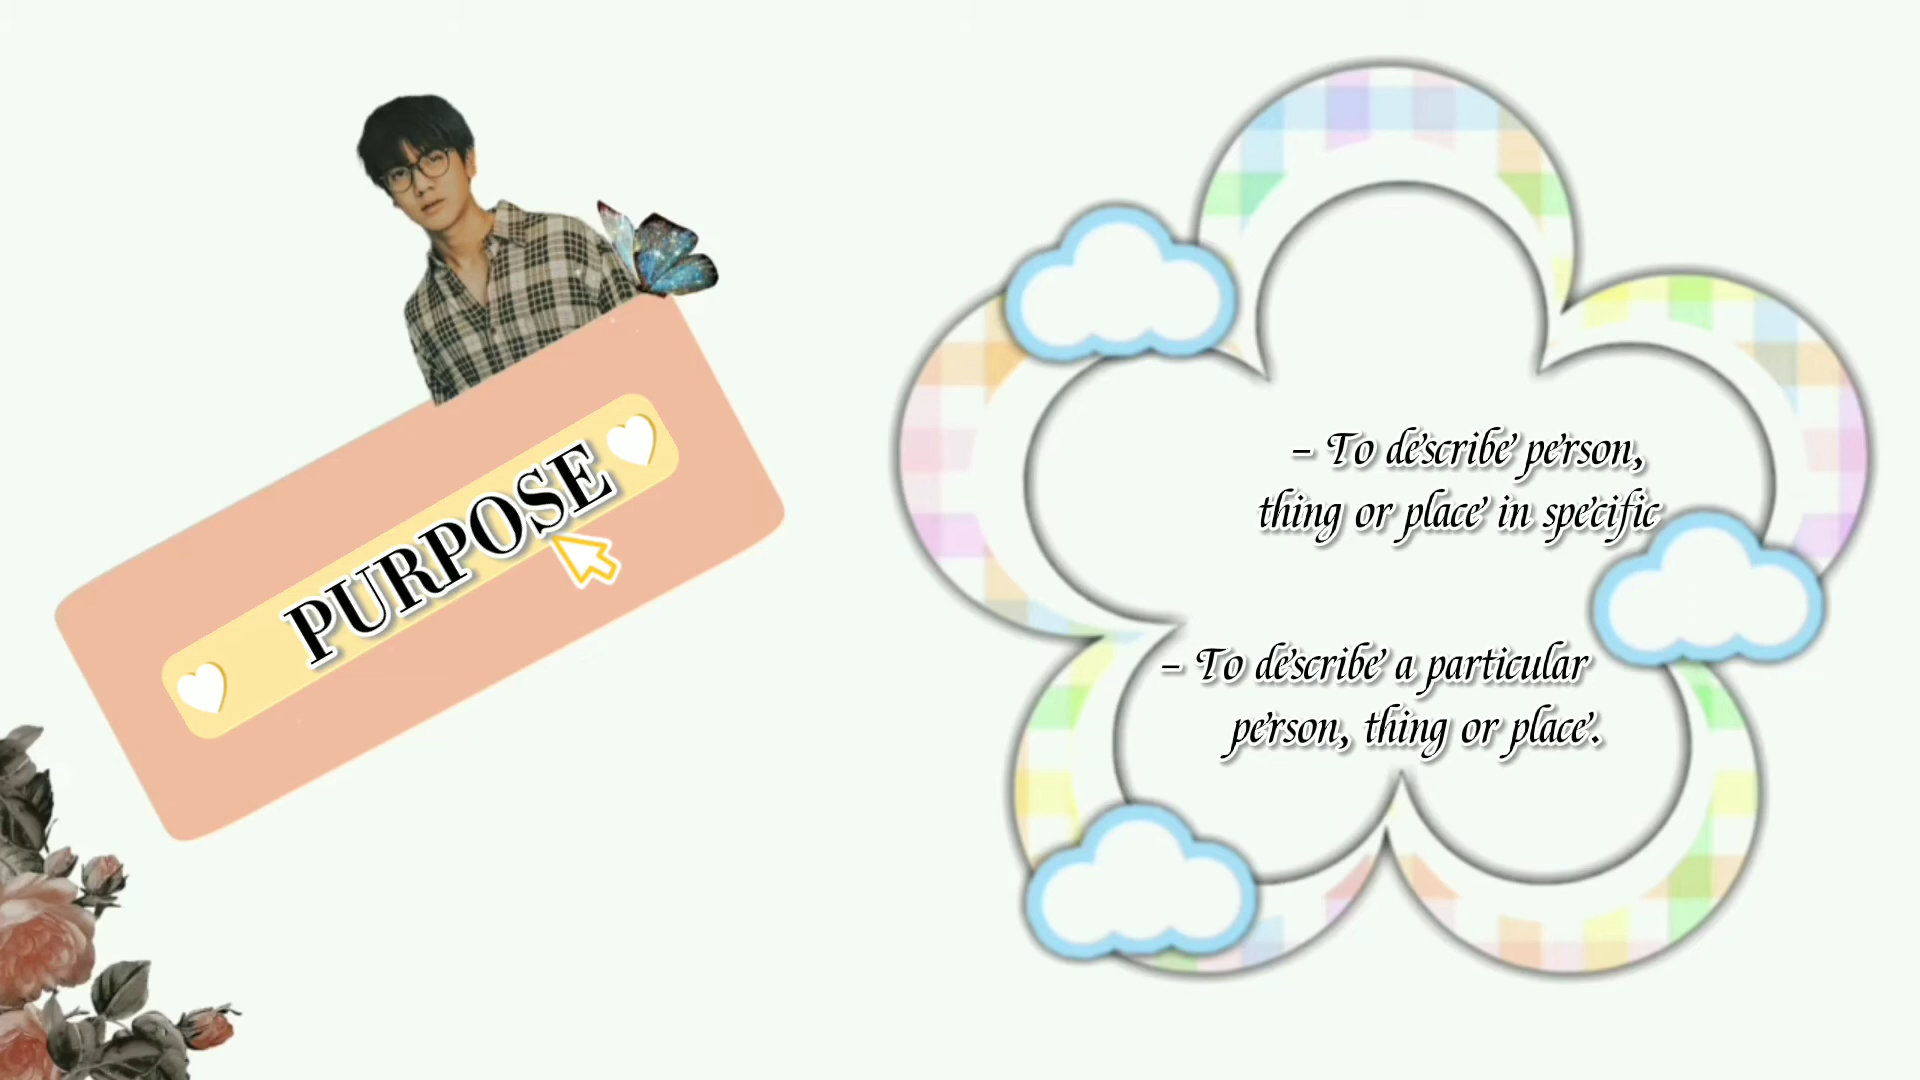 PURPOSE
- To describe person,
thing or place in specific
- To describe a particular
person, thing or place.